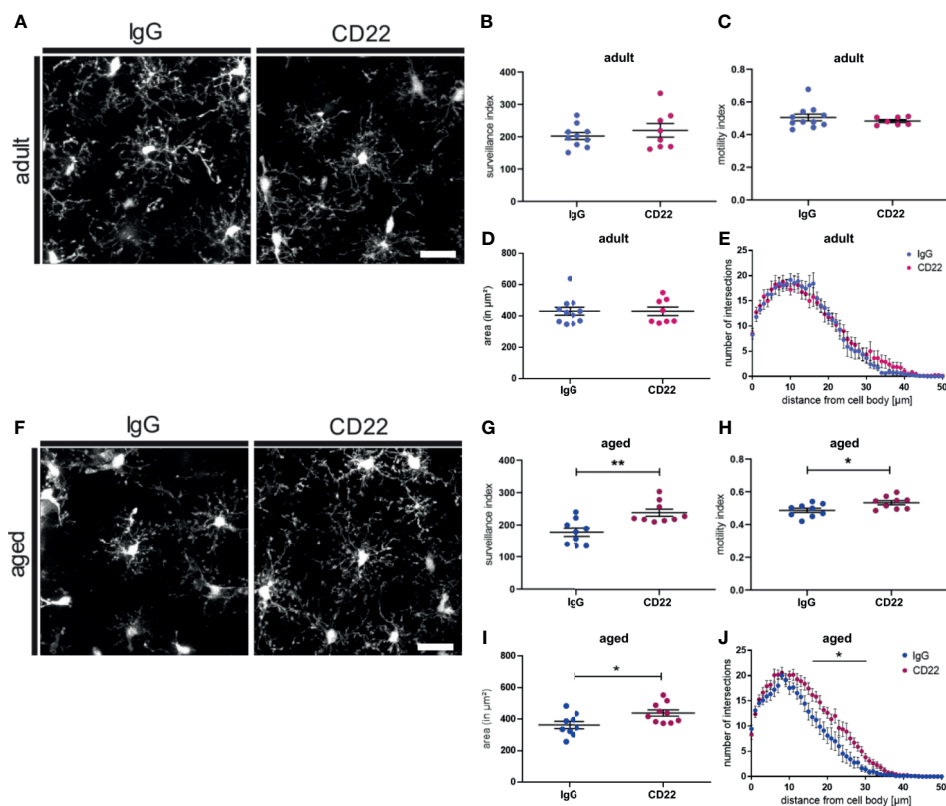 A
IgG
CD22
adult
B
adult
surveillance index
400
300
200
100
0
IgG
CD22
C
adult
motility index
0.6
0.4
0.2
0.0
IgG
CD22
D
adult
area (in µm²)
800
600
400
200
0
IgG
CD22
E
adult
IgG
CD22
number of intersections
25
20
15
10
5
0
0 10 20 30 40 50
distance from cell body [µm]
F
IgG
CD22
aged
G
aged
**
surveillance index
400
300
200
100
0
IgG
CD22
H
aged
*
motility index
0.8
0.6
0.4
0.2
0.0
IgG
CD22
I
aged
*
area (in µm²)
800
600
400
200
0
IgG
CD22
J
aged
*
IgG
CD22
number of intersections
25
20
15
10
5
0
0 10 20 30 40 50
distance from cell body [µm]